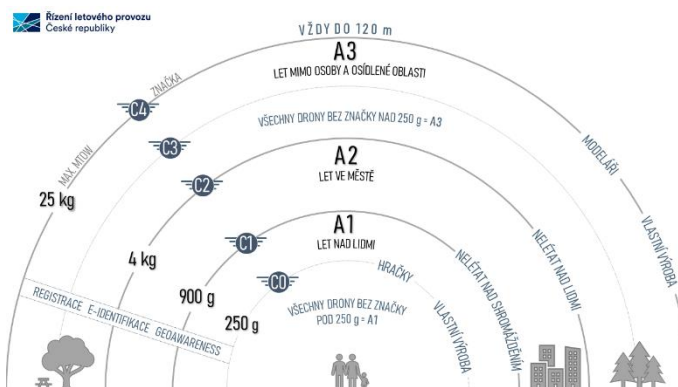 Řízení letového provozu
České republiky
VŽDY DO 120 m
A3
LET MIMO OSOBY A OSÍDLENÉ OBLASTI
ZNAČKA
C4
VŠECHNY DRONY BEZ ZNAČKY NAD 250 g = A3
C3
MODELÁŘI
MAX. MTOW
A2
LET VE MĚSTĚ
C2
25 kg
VLASTNÍ VÝROBA
A1
LET NAD LIDMI
C1
NELÉTAT NAD LIDMI
4 kg
HRAČKY
NELÉTAT NAD SHROMÁŽDĚNÍM
C0
900 g
REGISTRACE E-IDENTIFIKACE GEOAWARENESS
250 g
VŠECHNY DRONY BEZ ZNAČKY
POD 250 g = A1
VLASTNÍ VÝROBA